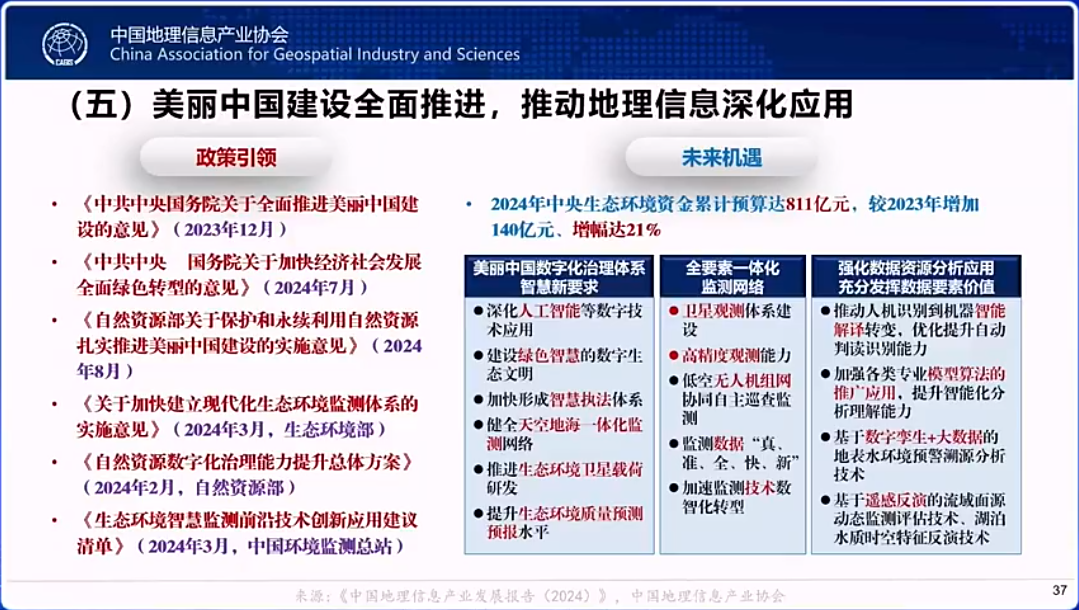 中国地理信息产业协会
China Association for Geospatial Industry and Sciences
CAGIS
（五）美丽中国建设全面推进，推动地理信息深化应用
政策引领
• 《中共中央国务院关于全面推进美丽中国建
设的意见》（2023年12月）
• 《中共中央 国务院关于加快经济社会发展
全面绿色转型的意见》（2024年7月）
• 《自然资源部关于保护和永续利用自然资源
扎实推进美丽中国建设的实施意见》（2024
年8月）
• 《关于加快建立现代化生态环境监测体系的
实施意见》（2024年3月，生态环境部）
• 《自然资源数字化治理能力提升总体方案》
（2024年2月，自然资源部）
• 《生态环境智慧监测前沿技术创新应用建议
清单》（2024年3月，中国环境监测总站）
未来机遇
• 2024年中央生态环境资金累计预算达811亿元，较2023年增加
140亿元、增幅达21%
美丽中国数字化治理体系
智慧新要求
●深化人工智能等数字技
术应用
●建设绿色智慧的数字生
态文明
●加快形成智慧执法体系
●健全天空地海一体化监
测网络
●推进生态环境卫星载荷
研发
●提升生态环境质量预测
预报水平
全要素一体化
监测网络
●卫星观测体系建
设
●高精度观测能力
●低空无人机组网
协同自主巡查监
测
●监测数据“真、
准、全、快、新”
●加速监测技术数
智化转型
强化数据资源分析应用
充分发挥数据要素价值
●推动人机识别到机器智能
解译转变，优化提升自动
判读识别能力
●加强各类专业模型算法的
推广应用，提升智能化分
析理解能力
●基于数字孪生+大数据的
地表水环境预警溯源分析
技术
●基于遥感反演的流域面源
动态监测评估技术、湖泊
水质时空特征反演技术
来源：《中国地理信息产业发展报告（2024）》，中国地理信息产业协会
37